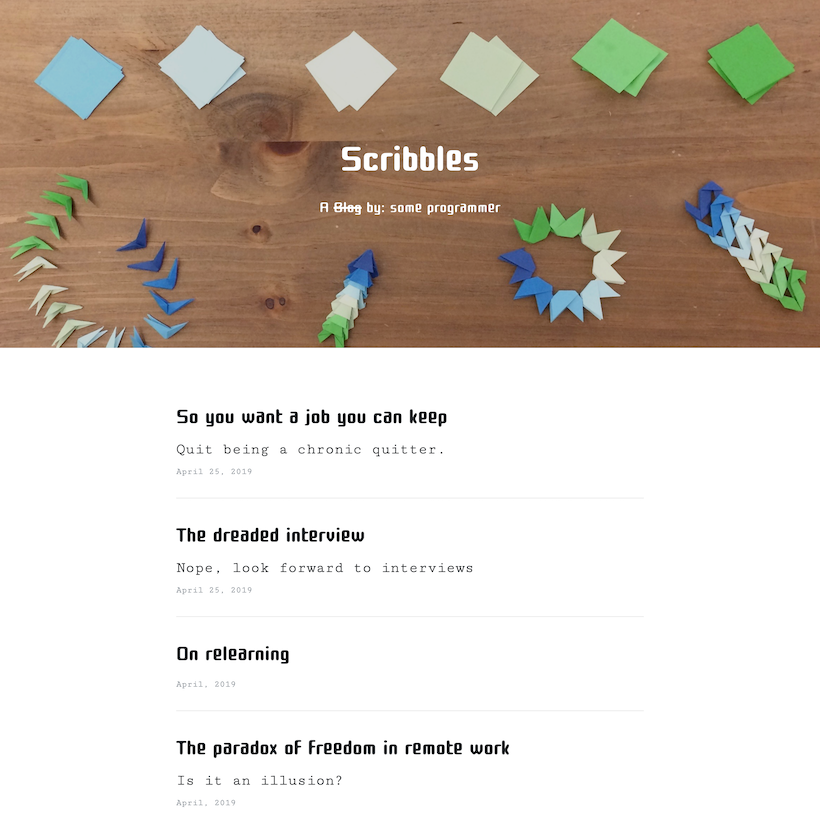 Scribbles
A Blog by: some programmer
So you want a job you can keep
Quit being a chronic quitter.
April 25, 2019
The dreaded interview
Nope, look forward to interviews
April 25, 2019
On relearning
April, 2019
The paradox of freedom in remote work
Is it an illusion?
April, 2019